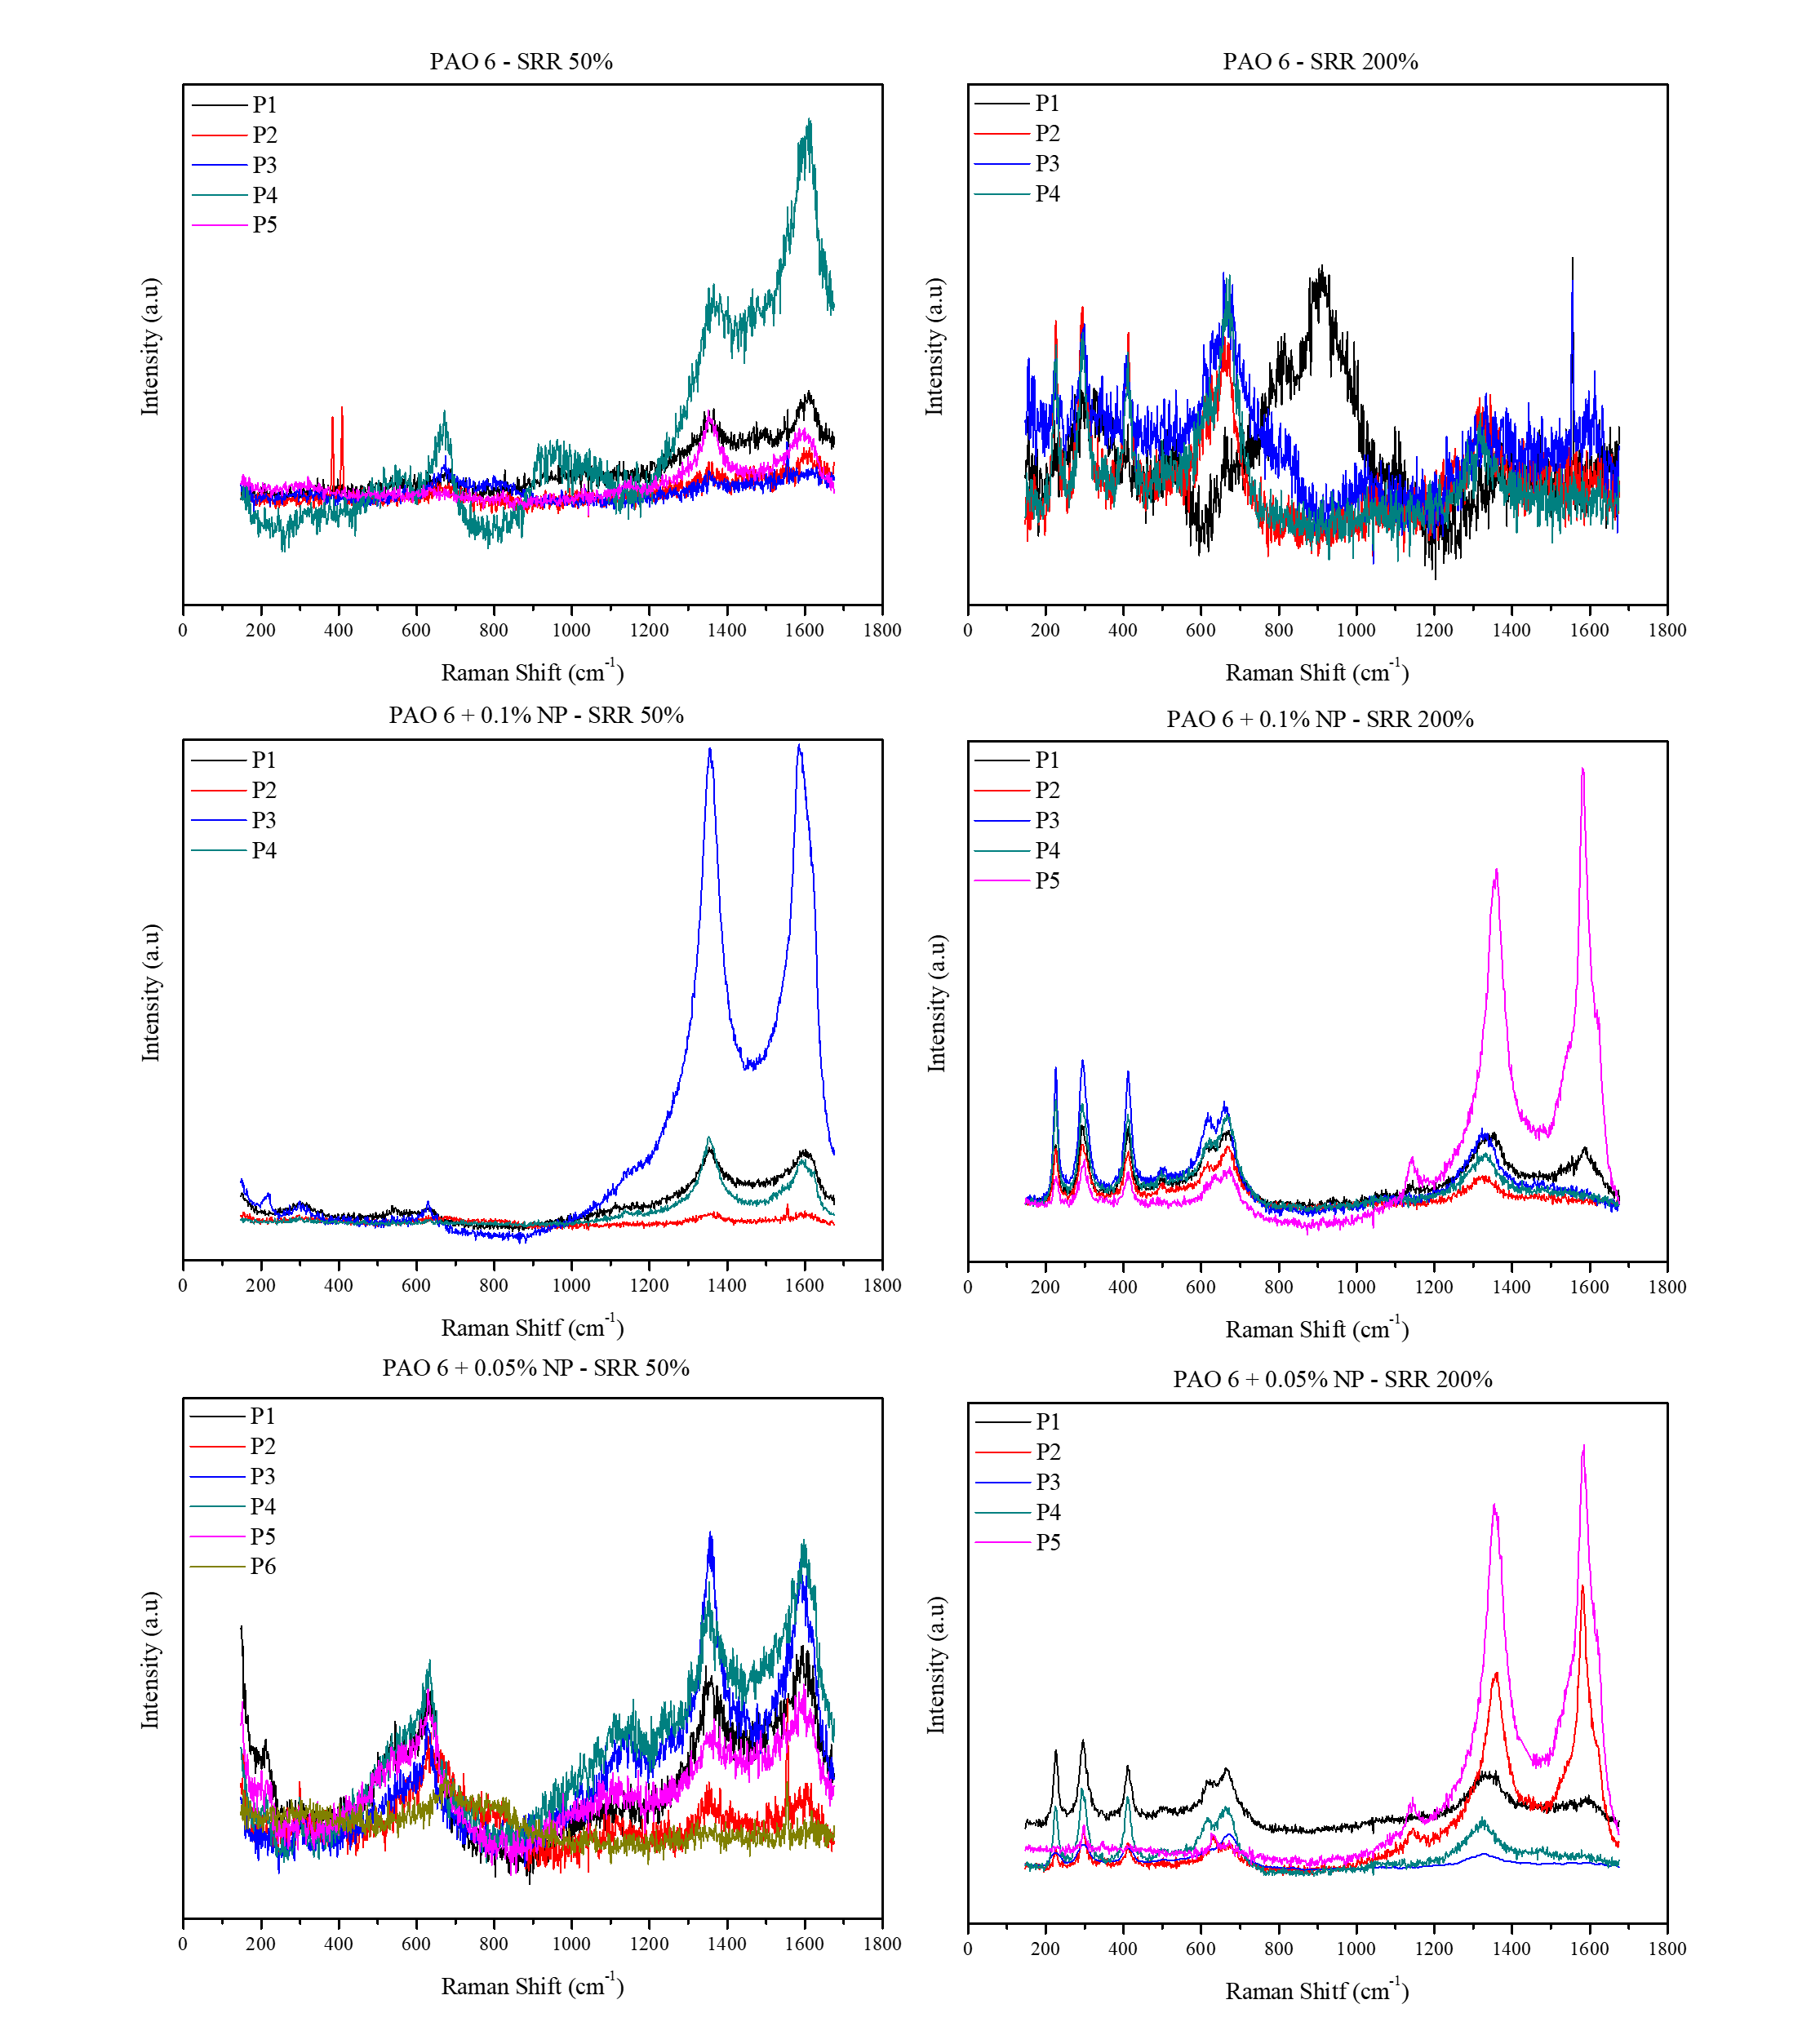 PAO 6 - SRR 50%
P1
P2
P3
P4
P5
Intensity (a.u)
0 200 400 600 800 1000 1200 1400 1600 1800
Raman Shift (cm-1)
PAO 6 - SRR 200%
P1
P2
P3
P4
Intensity (a.u)
0 200 400 600 800 1000 1200 1400 1600 1800
Raman Shift (cm-1)
PAO 6 + 0.1% NP - SRR 50%
P1
P2
P3
P4
Intensity (a.u)
0 200 400 600 800 1000 1200 1400 1600 1800
Raman Shitf (cm-1)
PAO 6 + 0.1% NP - SRR 200%
P1
P2
P3
P4
P5
Intensity (a.u)
0 200 400 600 800 1000 1200 1400 1600 1800
Raman Shift (cm-1)
PAO 6 + 0.05% NP - SRR 50%
P1
P2
P3
P4
P5
P6
Intensity (a.u)
0 200 400 600 800 1000 1200 1400 1600 1800
Raman Shift (cm-1)
PAO 6 + 0.05% NP - SRR 200%
P1
P2
P3
P4
P5
Intensity (a.u)
0 200 400 600 800 1000 1200 1400 1600 1800
Raman Shitf (cm-1)